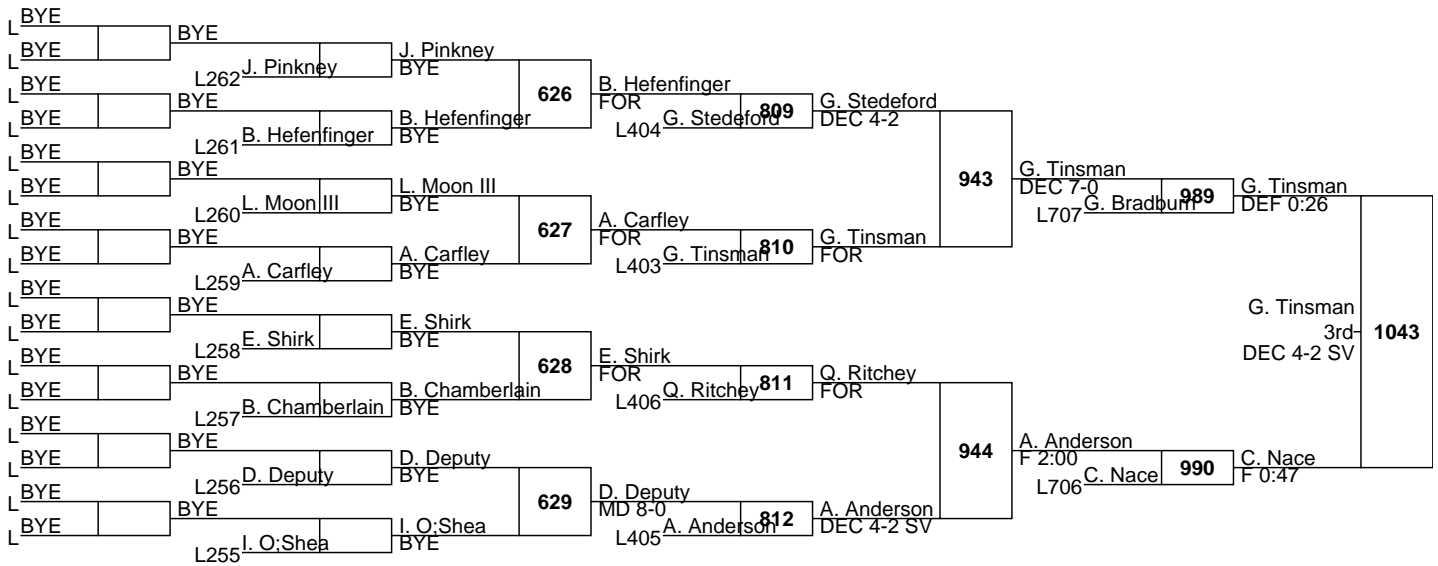 BYE
L
BYE
BYE
L
J. Pinkney
L262
J. Pinkney
BYE
626
BYE
L
BYE
BYE
L
B. Hefenfinger
L261
B. Hefenfinger
BYE
B. Hefenfinger
FOR
809
L404
G. Stedeford
G. Stedeford
DEC 4-2
943
BYE
L
BYE
BYE
L
L. Moon III
L260
L. Moon III
BYE
627
BYE
L
BYE
BYE
L
A. Carfley
L259
A. Carfley
BYE
A. Carfley
FOR
810
L403
G. Tinsman
G. Tinsman
FOR
G. Tinsman
DEC 7-0
989
L707
G. Bradburn
G. Tinsman
DEF 0:26
BYE
L
BYE
BYE
L
E. Shirk
L258
E. Shirk
BYE
628
BYE
L
BYE
BYE
L
B. Chamberlain
L257
B. Chamberlain
BYE
E. Shirk
FOR
811
L406
Q. Ritchey
Q. Ritchey
FOR
944
BYE
L
BYE
BYE
L
D. Deputy
L256
D. Deputy
BYE
629
BYE
L
BYE
BYE
L
I. O;Shea
L255
I. O;Shea
BYE
D. Deputy
MD 8-0
812
L405
A. Anderson
A. Anderson
DEC 4-2 SV
A. Anderson
F 2:00
990
L706
C. Nace
C. Nace
F 0:47
1043
G. Tinsman
3rd
DEC 4-2 SV